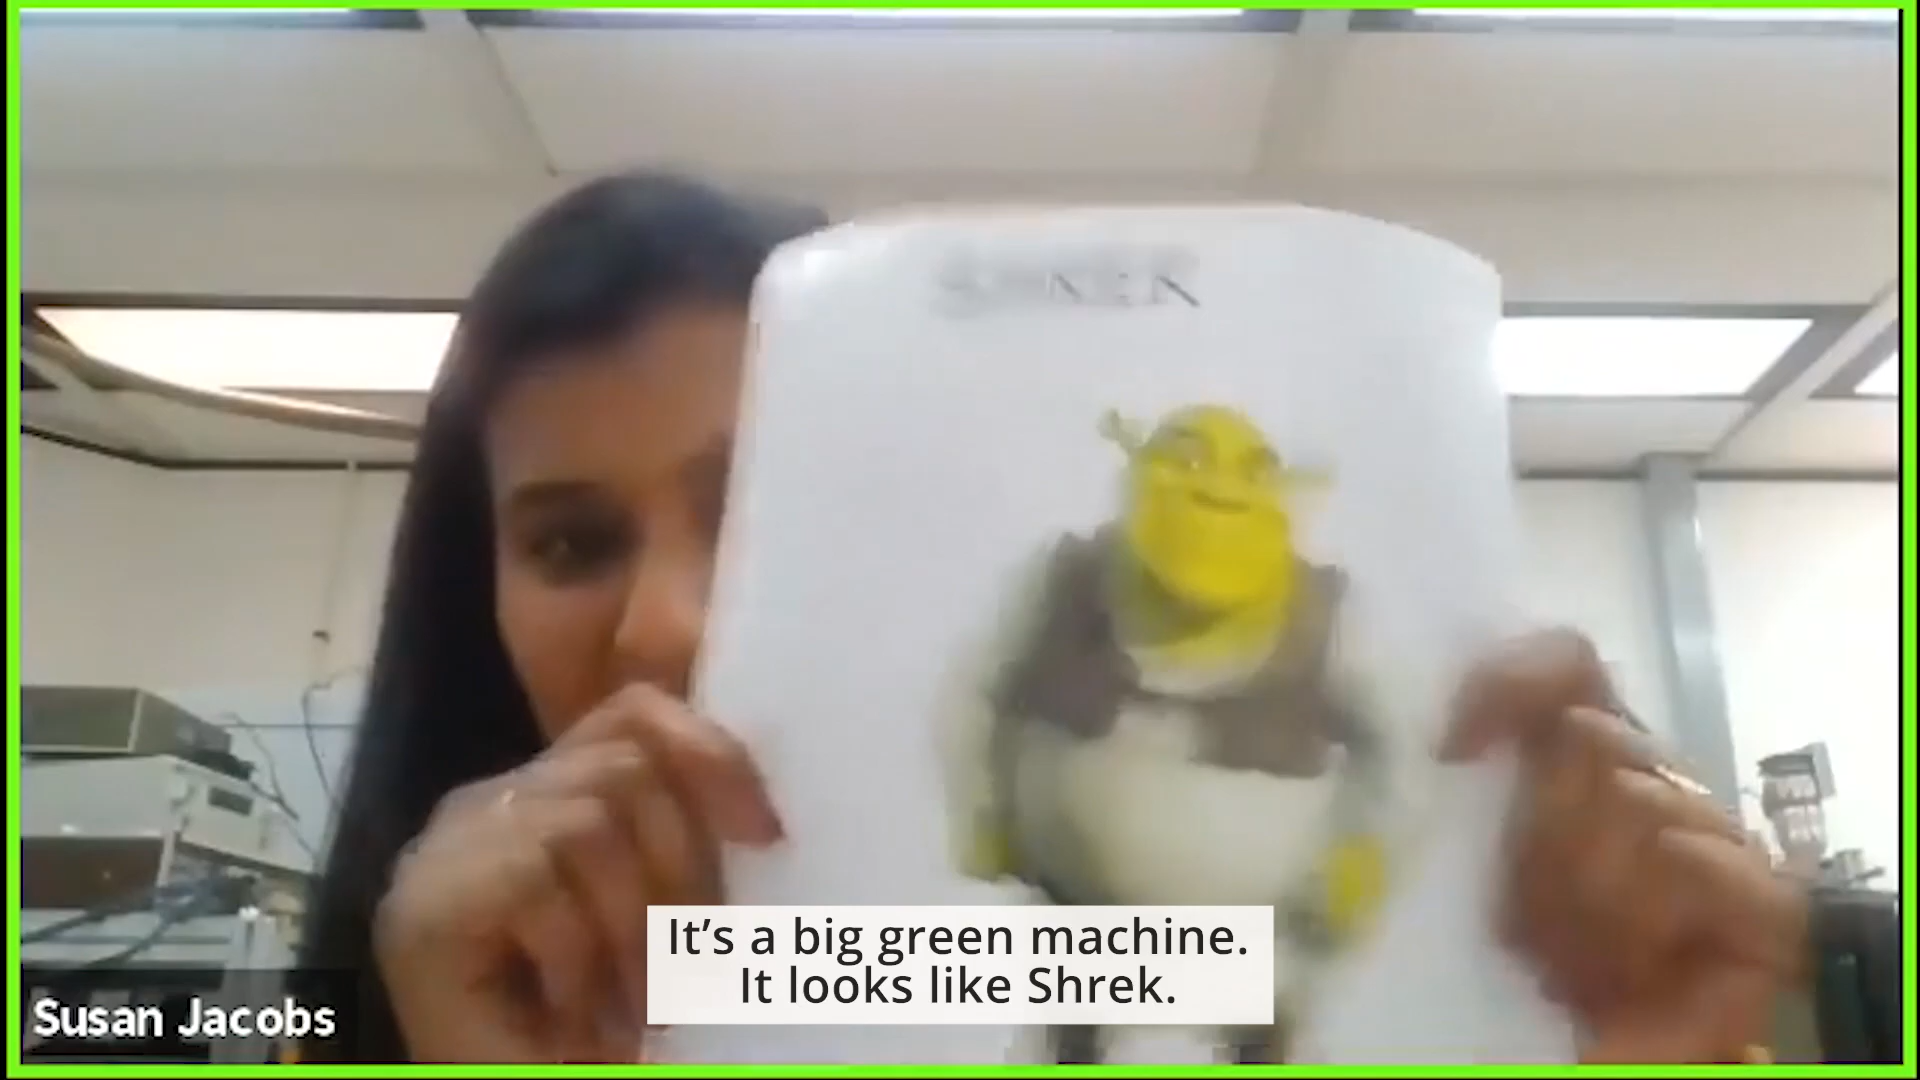 It’s a big green machine.
It looks like Shrek.
Susan Jacobs